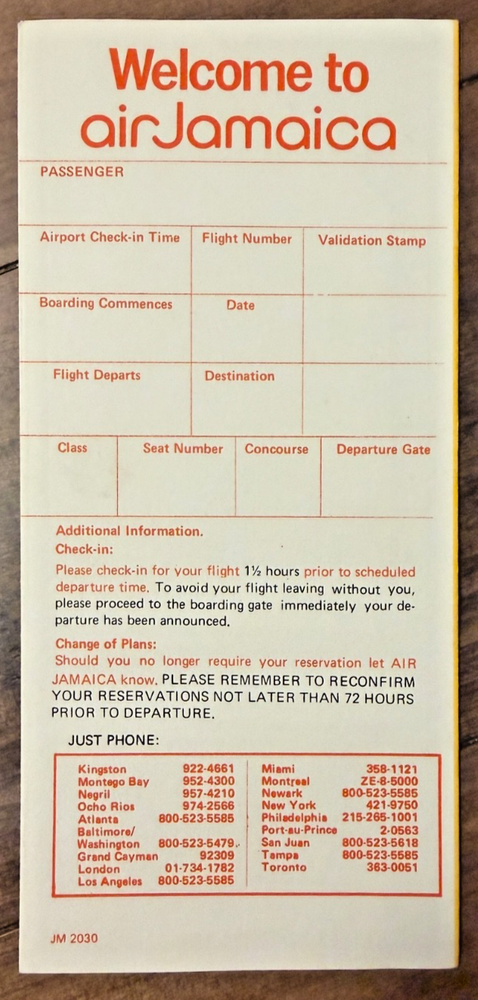 Welcome to
airJamaica
PASSENGER
Airport Check-in Time Flight Number Validation Stamp
Boarding Commences Date
Flight Departs Destination
Class Seat Number Concourse Departure Gate
Additional Information.
Check-in:
Please check-in for your flight 1½ hours prior to scheduled
departure time. To avoid your flight leaving without you,
please proceed to the boarding gate immediately your de-
parture has been announced.
Change of Plans:
Should you no longer require your reservation let AIR
JAMAICA know. PLEASE REMEMBER TO RECONFIRM
YOUR RESERVATIONS NOT LATER THAN 72 HOURS
PRIOR TO DEPARTURE.
JUST PHONE:
Kingston 922-4661
Montego Bay 952-4300
Negril 957-4210
Ocho Rios 974-2566
Atlanta 800-523-5585
Baltimore/
Washington 800-523-5479
Grand Cayman 92309
London 01-734-1782
Los Angeles 800-523-5585
Miami 358-1121
Montreal ZE-8-5000
Newark 800-523-5585
New York 421-9750
Philadelphia 215-265-1001
Port-au-Prince 2-0563
San Juan 800-523-5618
Tampa 800-523-5585
Toronto 363-0051
JM 2030